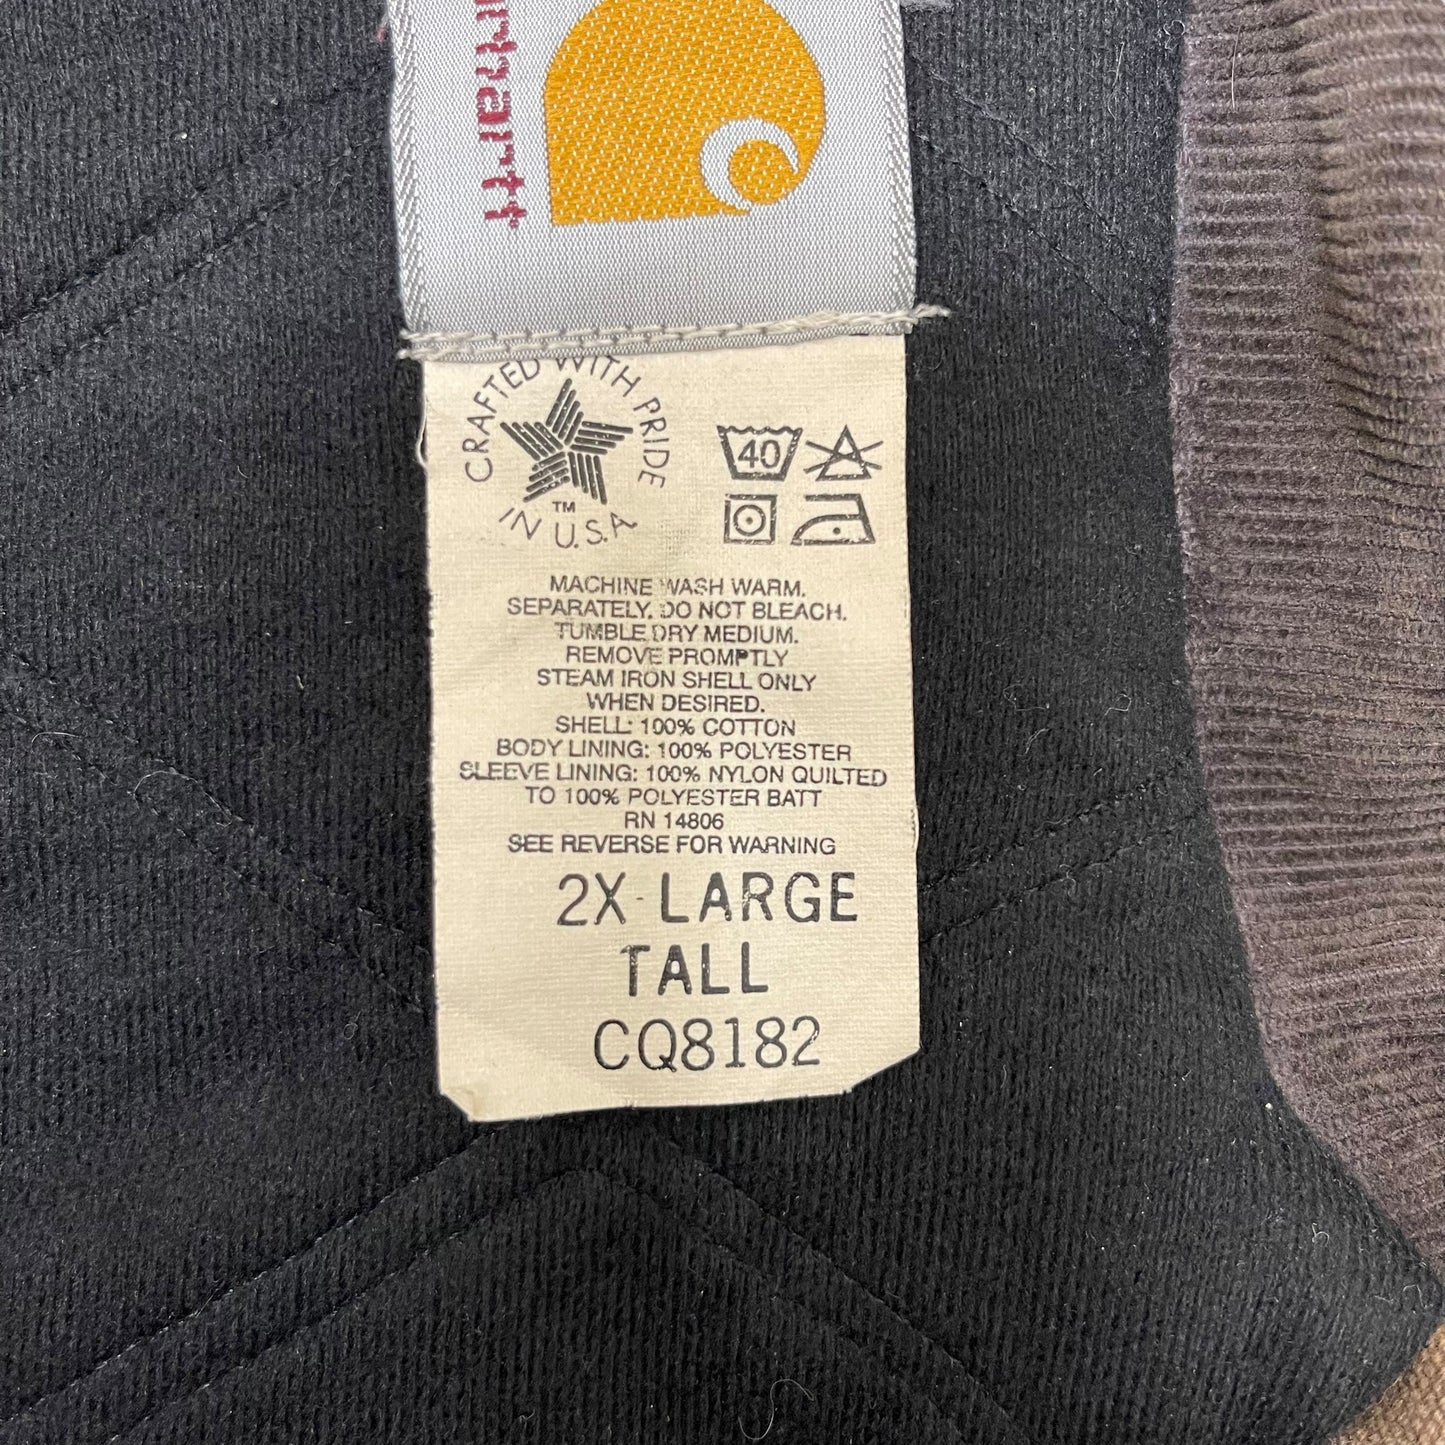 CRAFTED WITH PRIDE
IN U.S.A
TM
40
MACHINE WASH WARM.
SEPARATELY. DO NOT BLEACH.
TUMBLE DRY MEDIUM.
REMOVE PROMPTLY
STEAM IRON SHELL ONLY
WHEN DESIRED.
SHELL: 100% COTTON
BODY LINING: 100% POLYESTER
SLEEVE LINING: 100% NYLON QUILTED
TO 100% POLYESTER BATT
RN 14806
SEE REVERSE FOR WARNING
2X-LARGE
TALL
CQ8182